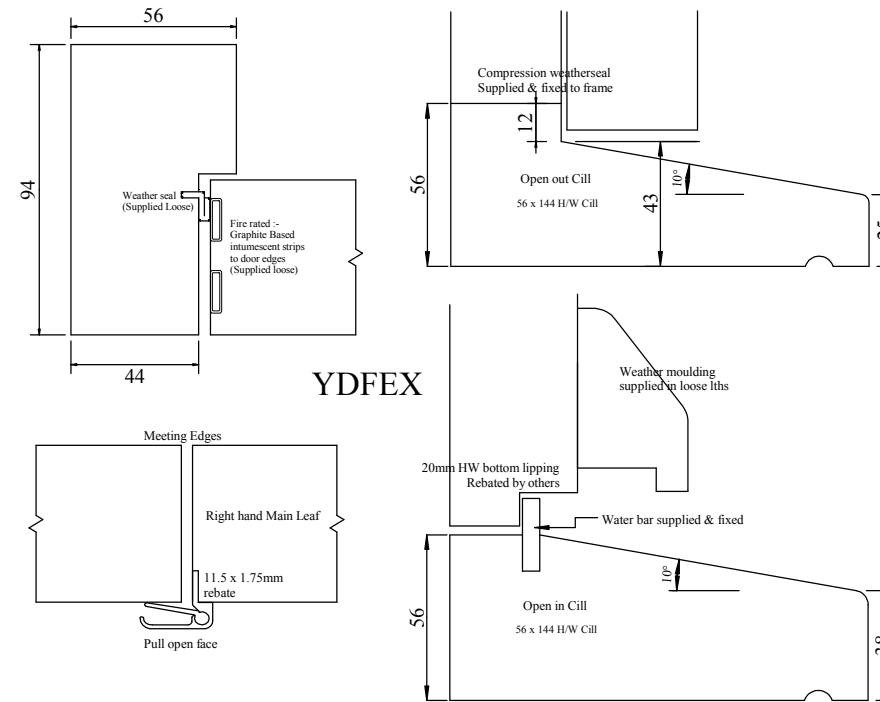 56
94
Weather seal
(Supplied Loose)
Fire rated :-
Graphite Based
intumescent strips
to door edges
(Supplied loose)
44
Compression weatherseal
Supplied & fixed to frame
12
56
Open out Cill
56 x 144 H/W Cill
43
10°
YDFEX
Meeting Edges
Right hand Main Leaf
11.5 x 1.75mm
rebate
Pull open face
Weather moulding
supplied in loose lths
20mm HW bottom lipping
Rebated by others
Water bar supplied & fixed
56
Open in Cill
56 x 144 H/W Cill
10°